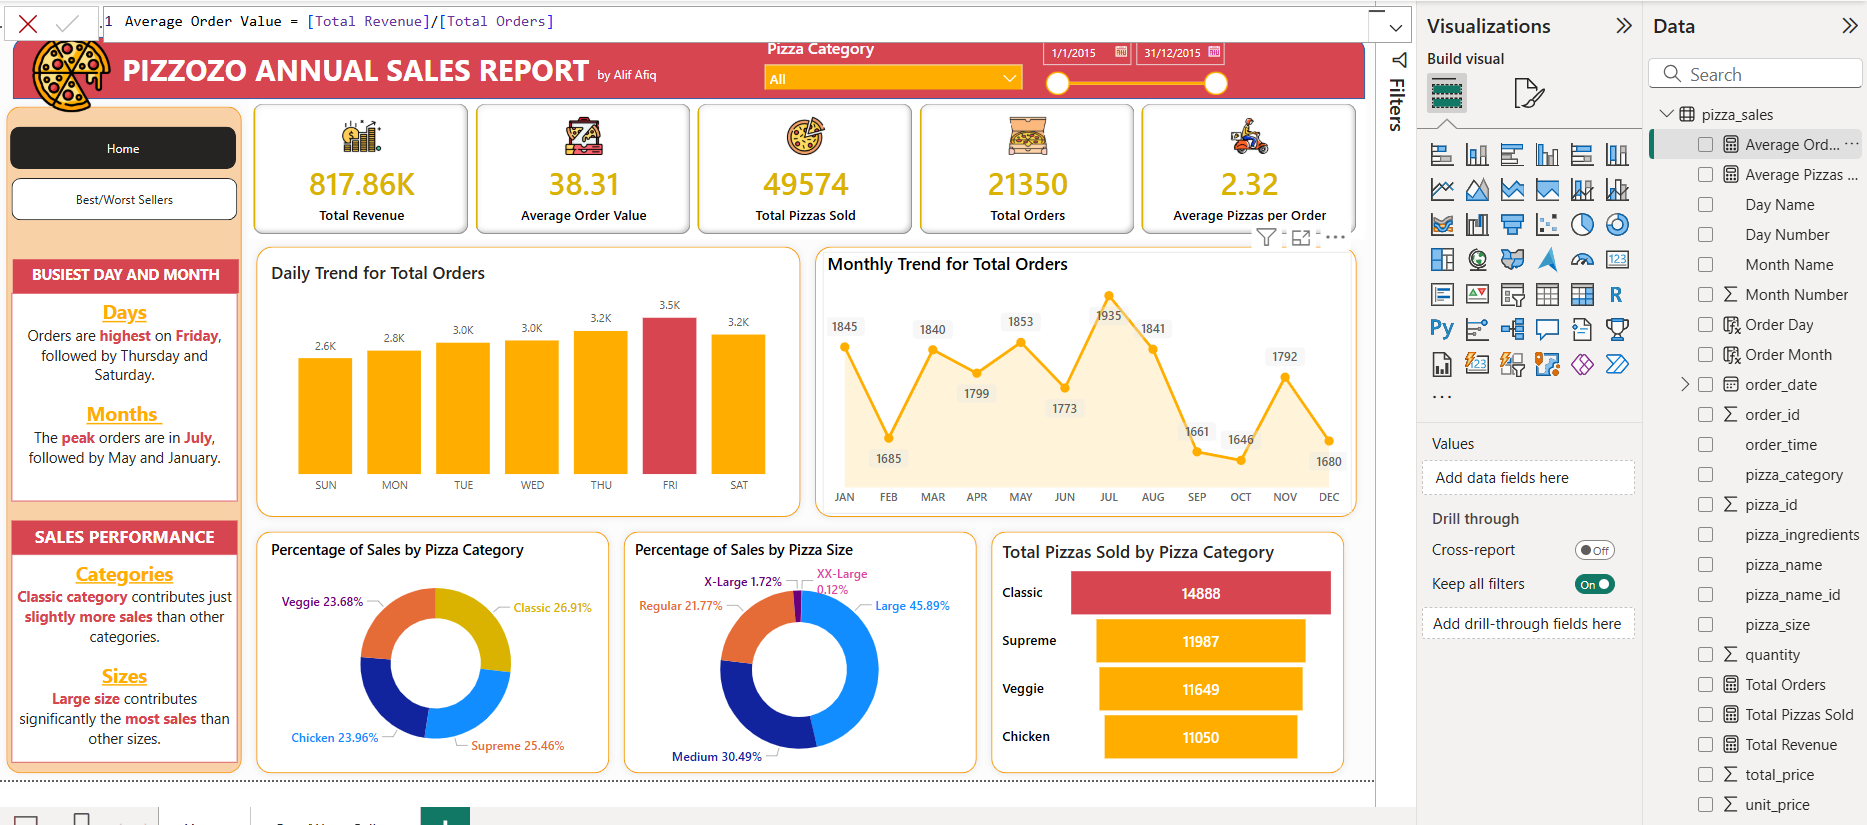 1 Average Order Value = [Total Revenue]/[Total Orders]
PIZZOZO ANNUAL SALES REPORT by Alif Afiq
Pizza Category
All
1/1/2015
31/12/2015
Home
Best/Worst Sellers
BUSIEST DAY AND MONTH
Days
Orders are highest on Friday,
followed by Thursday and
Saturday.
Months
The peak orders are in July,
followed by May and January.
SALES PERFORMANCE
Categories
Classic category contributes just
slightly more sales than other
categories.
Sizes
Large size contributes
significantly the most sales than
other sizes.
817.86K
Total Revenue
38.31
Average Order Value
49574
Total Pizzas Sold
21350
Total Orders
2.32
Average Pizzas per Order
Daily Trend for Total Orders
2.6K
2.8K
3.0K
3.0K
3.2K
3.5K
3.2K
SUN MON TUE WED THU FRI SAT
Monthly Trend for Total Orders
1845
1685
1840
1799
1853
1773
1935
1841
1661
1646
1792
1680
JAN FEB MAR APR MAY JUN JUL AUG SEP OCT NOV DEC
Percentage of Sales by Pizza Category
Veggie 23.68%
Classic 26.91%
Chicken 23.96%
Supreme 25.46%
Percentage of Sales by Pizza Size
X-Large 1.72%
XX-Large
0.12%
Regular 21.77%
Large 45.89%
Medium 30.49%
Total Pizzas Sold by Pizza Category
Classic 14888
Supreme 11987
Veggie 11649
Chicken 11050
Filters
Visualizations
Build visual
123
R
Py
123
Values
Add data fields here
Drill through
Cross-report Off
Keep all filters On
Add drill-through fields here
Data
Search
pizza_sales
Average Ord...
Average Pizzas ...
Day Name
Day Number
Month Name
Month Number
Order Day
Order Month
order_date
order_id
order_time
pizza_category
pizza_id
pizza_ingredients
pizza_name
pizza_name_id
pizza_size
quantity
Total Orders
Total Pizzas Sold
Total Revenue
total_price
unit_price